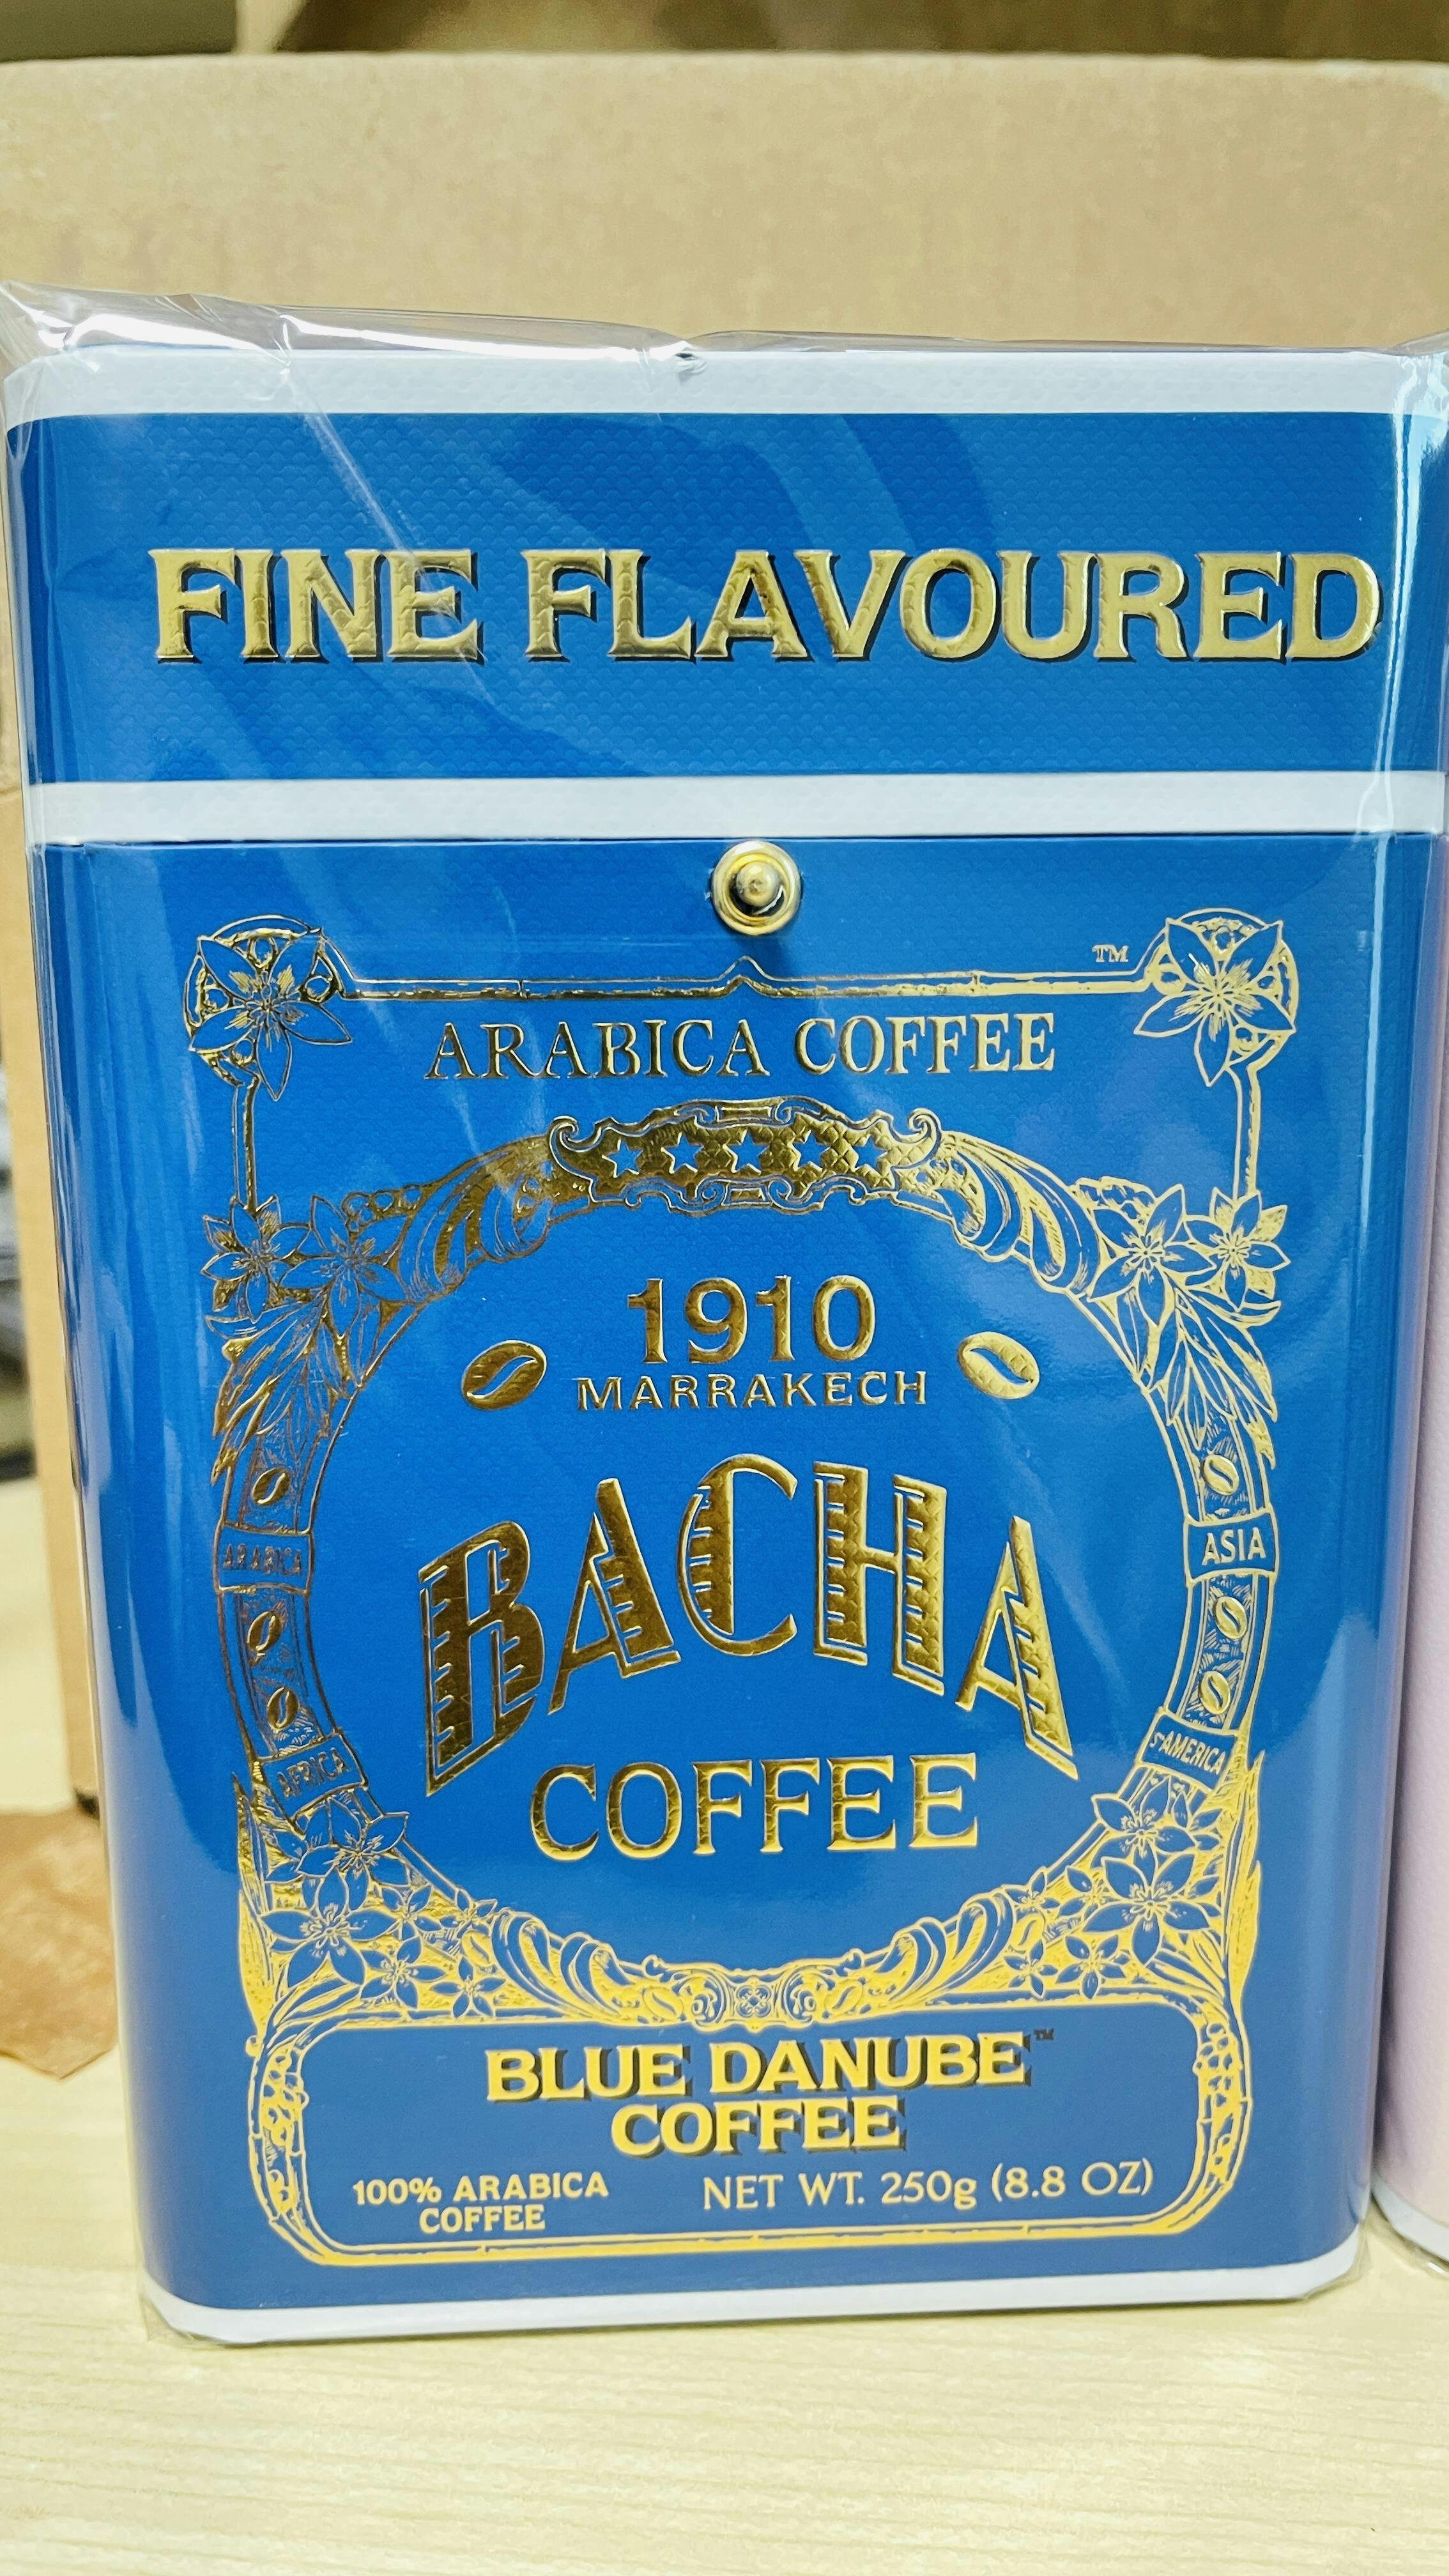 FINE FLAVOURED
TM
ARABICA COFFEE
1910
MARRAKECH
BACHA
COFFEE
ARABICA
ASIA
AFRICA
S.AMERICA
BLUE DANUBE™
COFFEE
100% ARABICA
COFFEE
NET WT. 250g (8.8 OZ)